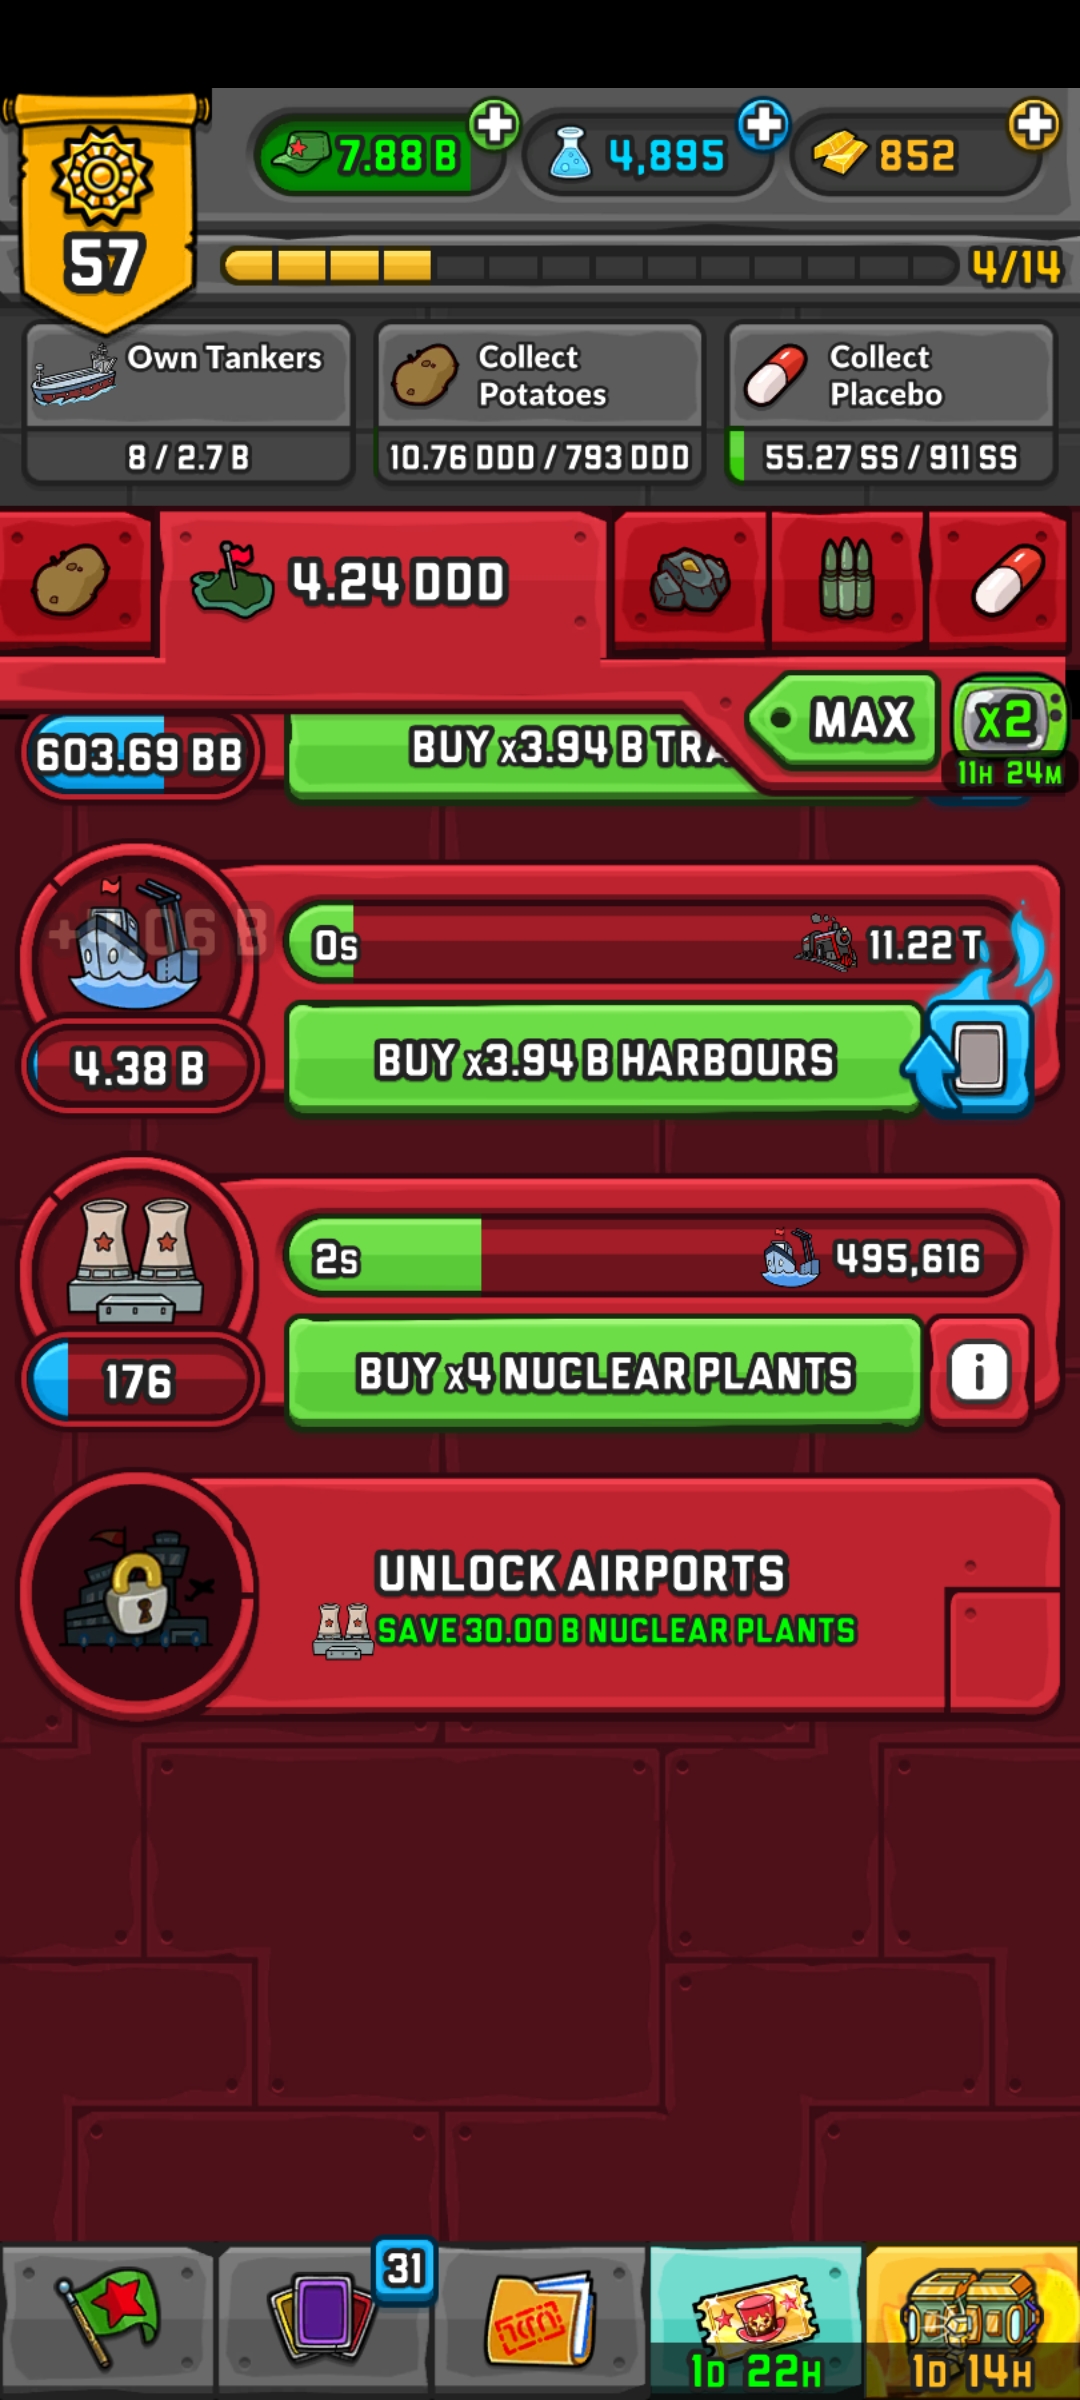 7.88 B
4,895
852
57
4/14
Own Tankers
8 / 2.7 B
Collect
Potatoes
10.76 DDD / 793 DDD
Collect
Placebo
55.27 SS / 911 SS
4.24 DDD
MAX
x2
11H 24M
603.69 BB
BUY x3.94 B
0s
11.22 T
4.38 B
BUY x3.94 B HARBOURS
2s
495,616
176
BUY x4 NUCLEAR PLANTS
i
UNLOCK AIRPORTS
SAVE 30.00 B NUCLEAR PLANTS
31
1D 22H
1D 14H